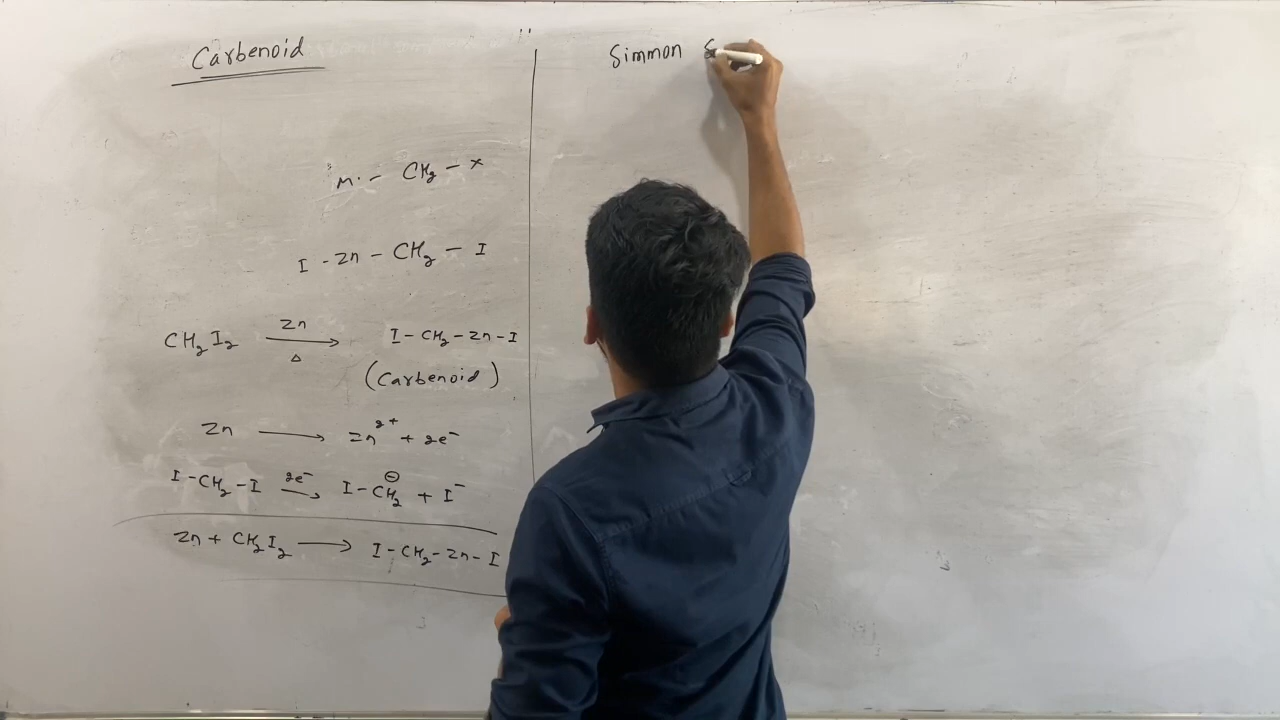 Carbenoid
M - CH₂ - X
I - Zn - CH₂ - I
CH₂I₂ Zn → Δ I - CH₂ - Zn - I
(Carbenoid)
Zn → Zn²⁺ + 2e⁻
I - CH₂ - I 2e⁻ → I - CH₂⊖ + I⁻
Zn + CH₂I₂ → I - CH₂ - Zn - I
Simmon S